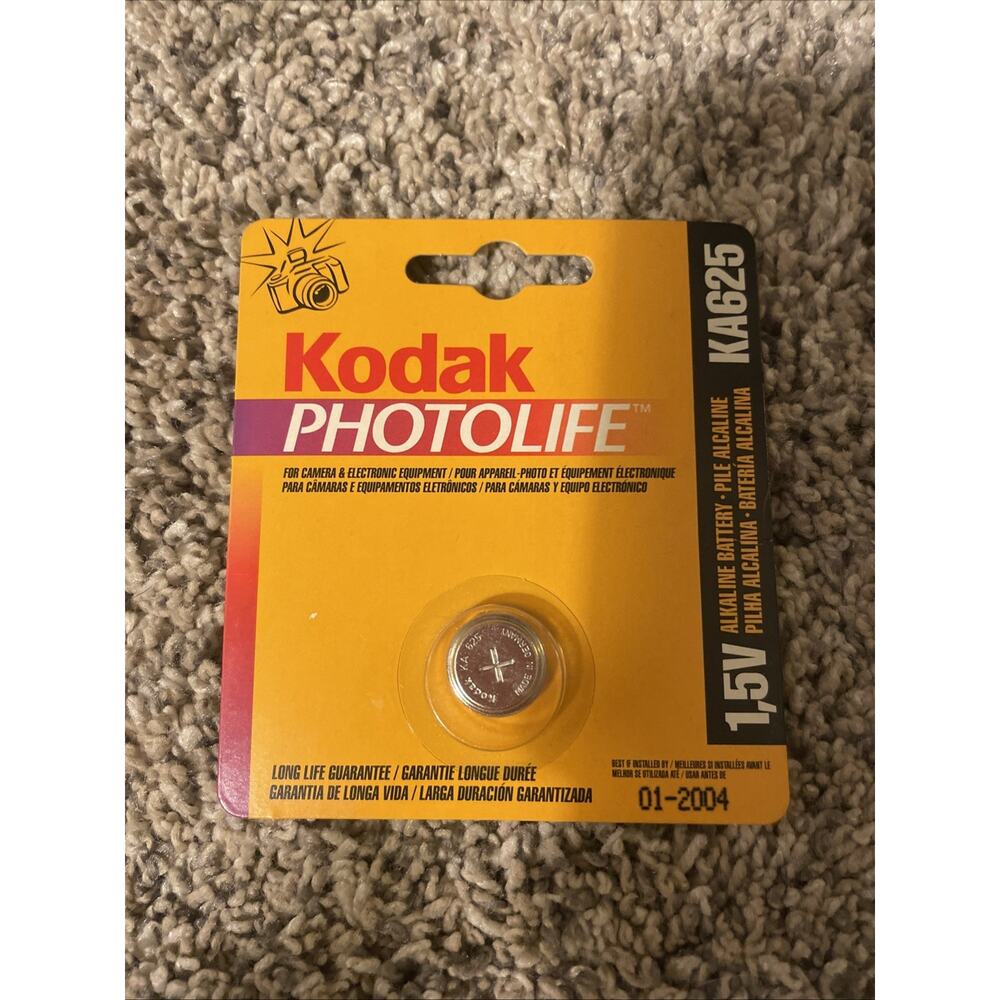 Kodak
PHOTOLIFE™
FOR CAMERA & ELECTRONIC EQUIPMENT / POUR APPAREIL-PHOTO ET ÉQUIPEMENT ÉLECTRONIQUE
PARA CÂMARAS E EQUIPAMENTOS ELETRÔNICOS / PARA CÁMARAS Y EQUIPO ELECTRÓNICO
KA625
1,5V
ALKALINE BATTERY · PILE ALCALINE
PILHA ALCALINA · BATERÍA ALCALINA
Kodak KA 625 MADE IN GERMANY
+
LONG LIFE GUARANTEE / GARANTIE LONGUE DURÉE
GARANTIA DE LONGA VIDA / LARGA DURACIÓN GARANTIZADA
BEST IF INSTALLED BY / MEILLEURES SI INSTALLÉES AVANT LE
MELHOR SE UTILIZADA ATÉ / USAR ANTES DE
01-2004